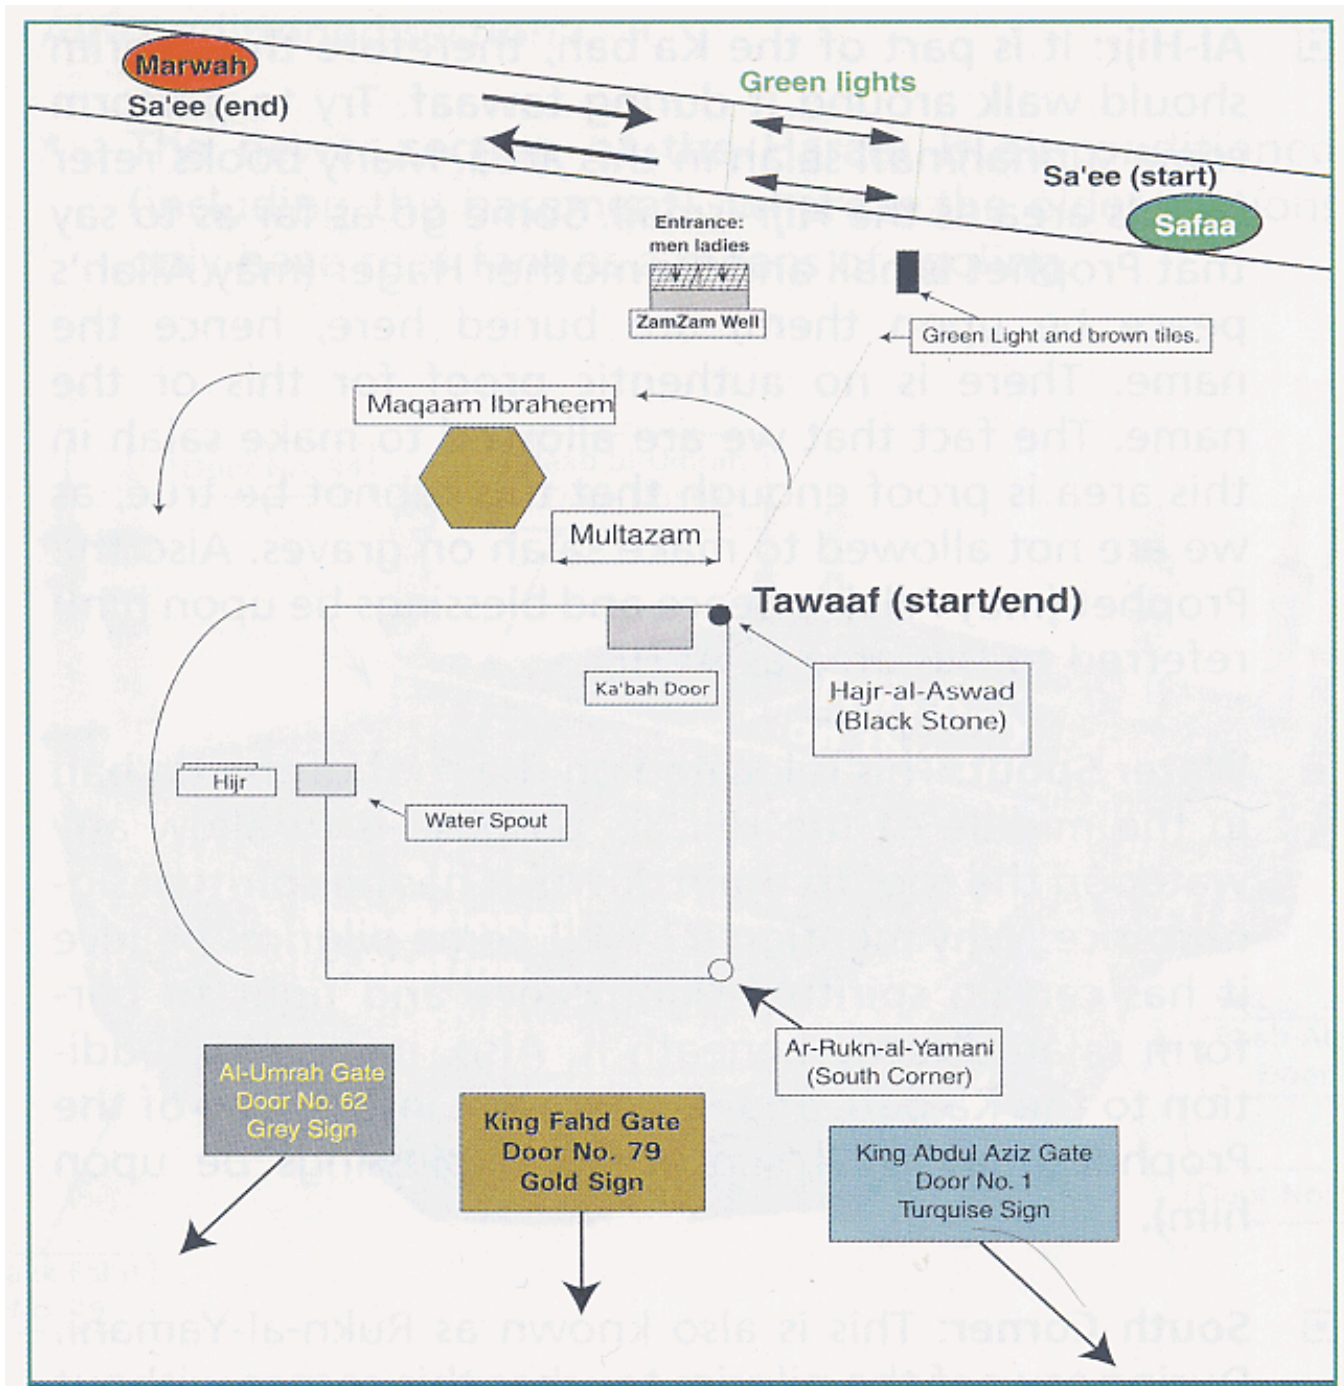 Marwah
Sa'ee (end)
Green lights
Sa'ee (start)
Safaa
Entrance:
men ladies
ZamZam Well
Green Light and brown tiles.
Maqaam Ibraheem
Multazam
Tawaaf (start/end)
Ka'bah Door
Hajr-al-Aswad
(Black Stone)
Hijr
Water Spout
Ar-Rukn-al-Yamani
(South Corner)
Al-Umrah Gate
Door No. 62
Grey Sign
King Fahd Gate
Door No. 79
Gold Sign
King Abdul Aziz Gate
Door No. 1
Turquise Sign